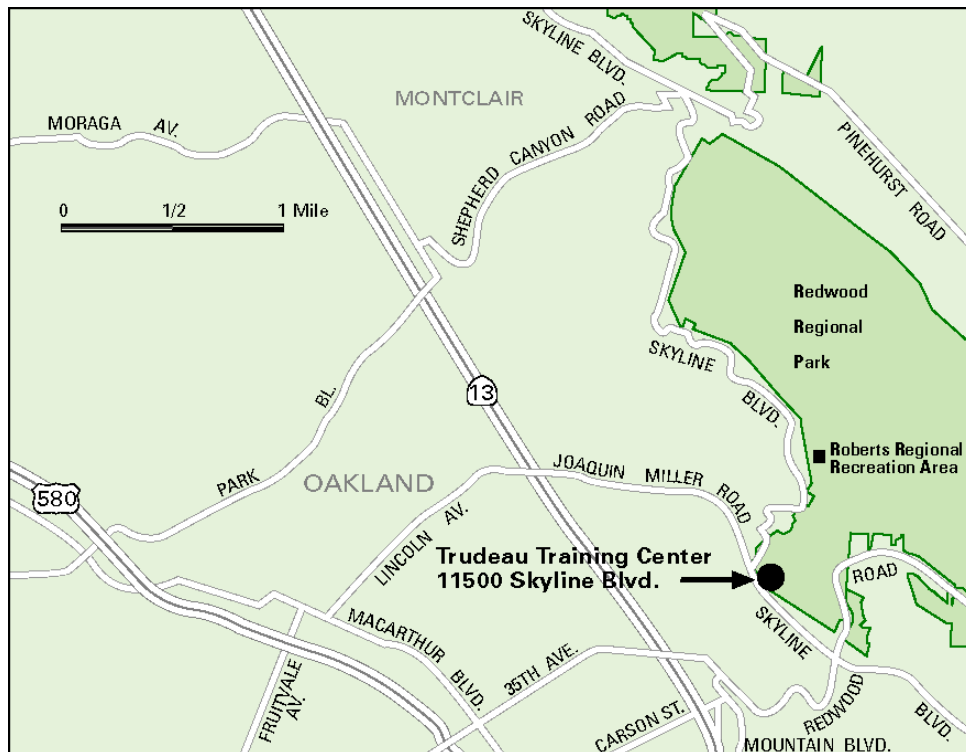 SKYLINE BLVD.
MONTCLAIR
MORAGA AV.
SHEPHERD CANYON ROAD
PINEHURST ROAD
0 1/2 1 Mile
Redwood
Regional
Park
SKYLINE BLVD.
13
PARK BL.
JOAQUIN MILLER ROAD
Roberts Regional
Recreation Area
OAKLAND
580
LINCOLN AV.
Trudeau Training Center
11500 Skyline Blvd.
ROAD
SKYLINE
MACARTHUR BLVD.
35TH AVE.
FRUITVALE
AV.
REDWOOD
CARSON ST.
BLVD.
MOUNTAIN BLVD.